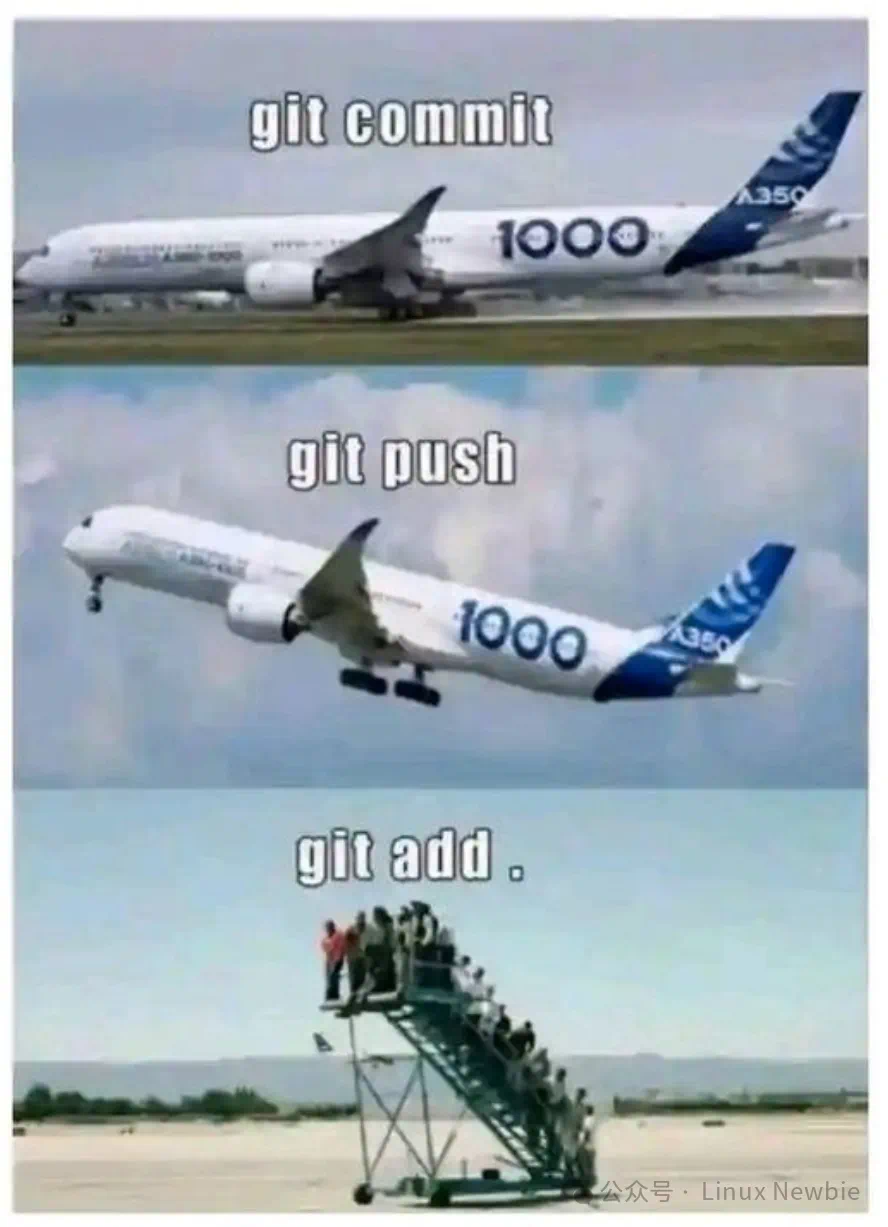 git commit
A350
1000
git push
1000
A350
git add .
公众号 · Linux Newbie